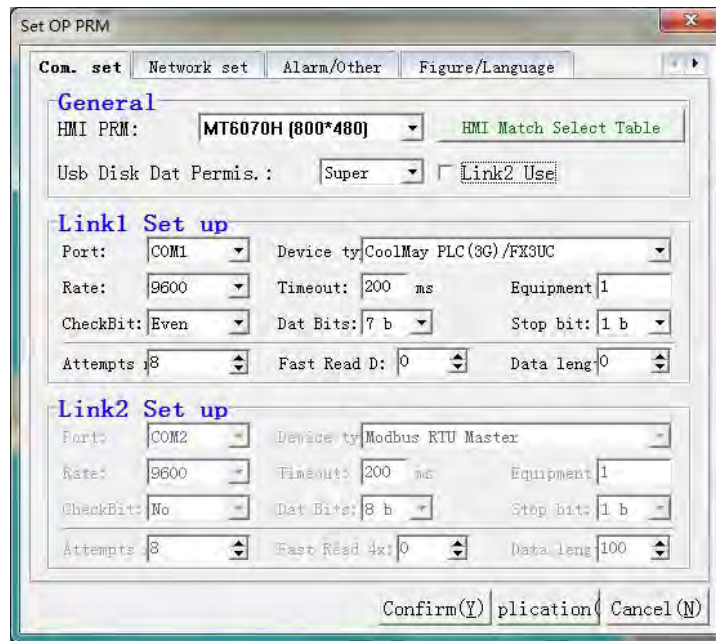 Set OP PRM
Com. set Network set Alarm/Other Figure/Language
General
HMI PRM: MT6070H (800*480) HMI Match Select Table
Usb Disk Dat Permis.: Super Link2 Use
Link1 Set up
Port: COM1 Device ty CoolMay PLC(3G)/FX3UC
Rate: 9600 Timeout: 200 ms Equipment 1
CheckBit: Even Dat Bits: 7 b Stop bit: 1 b
Attempts 8 Fast Read D: 0 Data leng 0
Link2 Set up
Port: COM2 Device ty Modbus RTU Master
Rate: 9600 Timeout: 200 ms Equipment 1
CheckBit: No Dat Bits: 8 b Stop bit: 1 b
Attempts 8 Fast Read 4x: 0 Data leng 100
Confirm(Y) plication( Cancel(N)